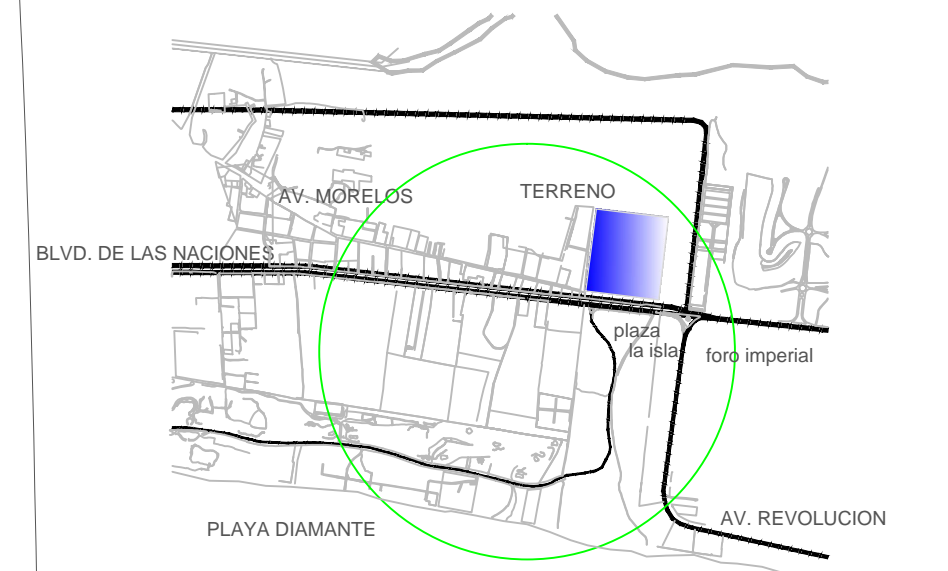 AV. MORELOS
TERRENO
BLVD. DE LAS NACIONES
plaza
la isla
foro imperial
AV. REVOLUCION
PLAYA DIAMANTE